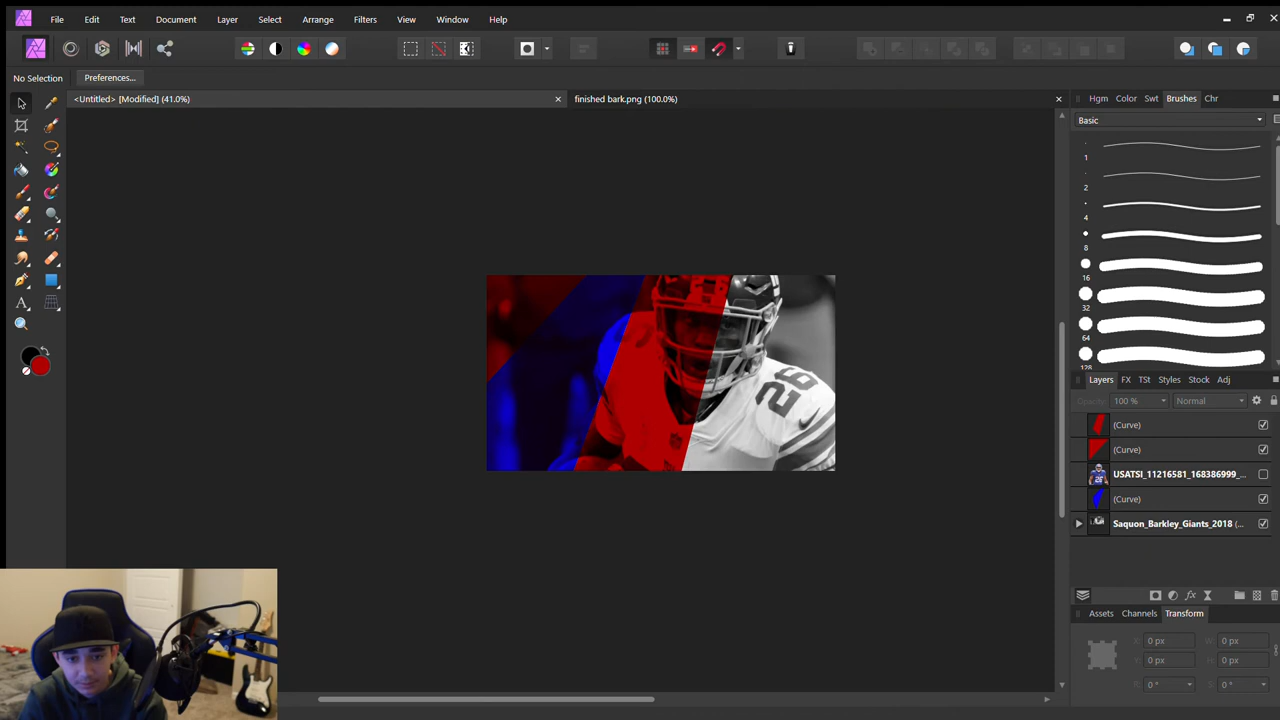 File Edit Text Document Layer Select Arrange Filters View Window Help
No Selection Preferences...
<Untitled> [Modified] (41.0%) finished bark.png (100.0%)
Hgm Color Swt Brushes Chr
Basic
1
2
4
8
16
32
64
128
Layers FX TSt Styles Stock Adj
Opacity: 100 % Normal
(Curve)
(Curve)
USATSI_11216581_168386999_...
(Curve)
Saquon_Barkley_Giants_2018 (...
Assets Channels Transform
X: 0 px W: 0 px
Y: 0 px H: 0 px
R: 0 ° S: 0 °
26